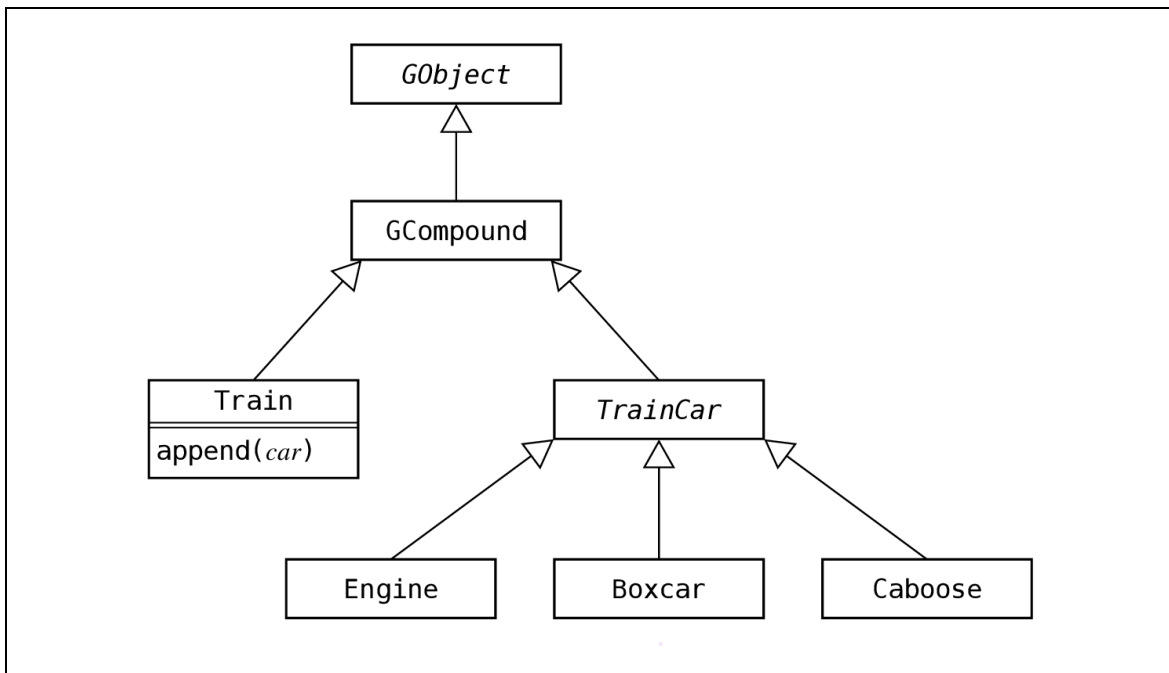 GObject
GCompound
Train
append(car)
TrainCar
Engine
Boxcar
Caboose